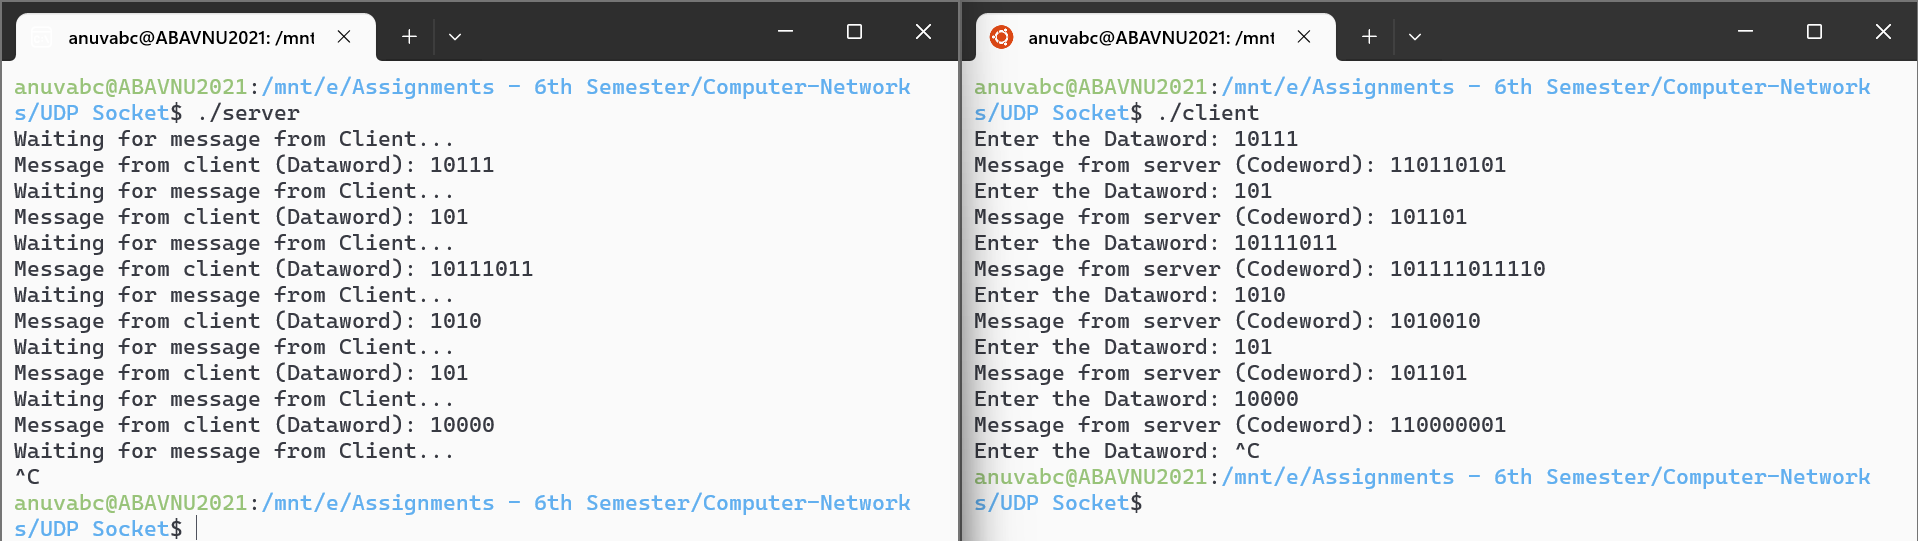 anuvabc@ABAVNU2021: /mnt
anuvabc@ABAVNU2021:/mnt/e/Assignments - 6th Semester/Computer-Network
s/UDP Socket$ ./server
Waiting for message from Client...
Message from client (Dataword): 10111
Waiting for message from Client...
Message from client (Dataword): 101
Waiting for message from Client...
Message from client (Dataword): 10111011
Waiting for message from Client...
Message from client (Dataword): 1010
Waiting for message from Client...
Message from client (Dataword): 101
Waiting for message from Client...
Message from client (Dataword): 10000
Waiting for message from Client...
^C
anuvabc@ABAVNU2021:/mnt/e/Assignments - 6th Semester/Computer-Network
s/UDP Socket$
anuvabc@ABAVNU2021: /mnt
anuvabc@ABAVNU2021:/mnt/e/Assignments - 6th Semester/Computer-Network
s/UDP Socket$ ./client
Enter the Dataword: 10111
Message from server (Codeword): 110110101
Enter the Dataword: 101
Message from server (Codeword): 101101
Enter the Dataword: 10111011
Message from server (Codeword): 101111011110
Enter the Dataword: 1010
Message from server (Codeword): 1010010
Enter the Dataword: 101
Message from server (Codeword): 101101
Enter the Dataword: 10000
Message from server (Codeword): 110000001
Enter the Dataword: ^C
anuvabc@ABAVNU2021:/mnt/e/Assignments - 6th Semester/Computer-Network
s/UDP Socket$